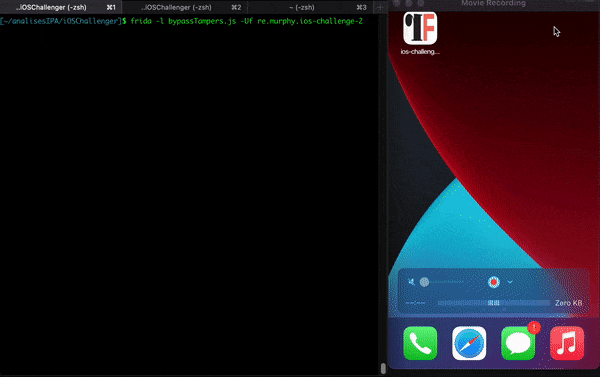 ..iOSChallenger (-zsh) ⌘1
..iOSChallenger (-zsh) ⌘2
~ (-zsh) ⌘3
Movie Recording
[~/analisesIPA/iOSChallenger]$ frida -l bypassTampers.js -Uf re.murphy.ios-challenge-2
TF
ios-challeng...
--:--
Zero KB
!